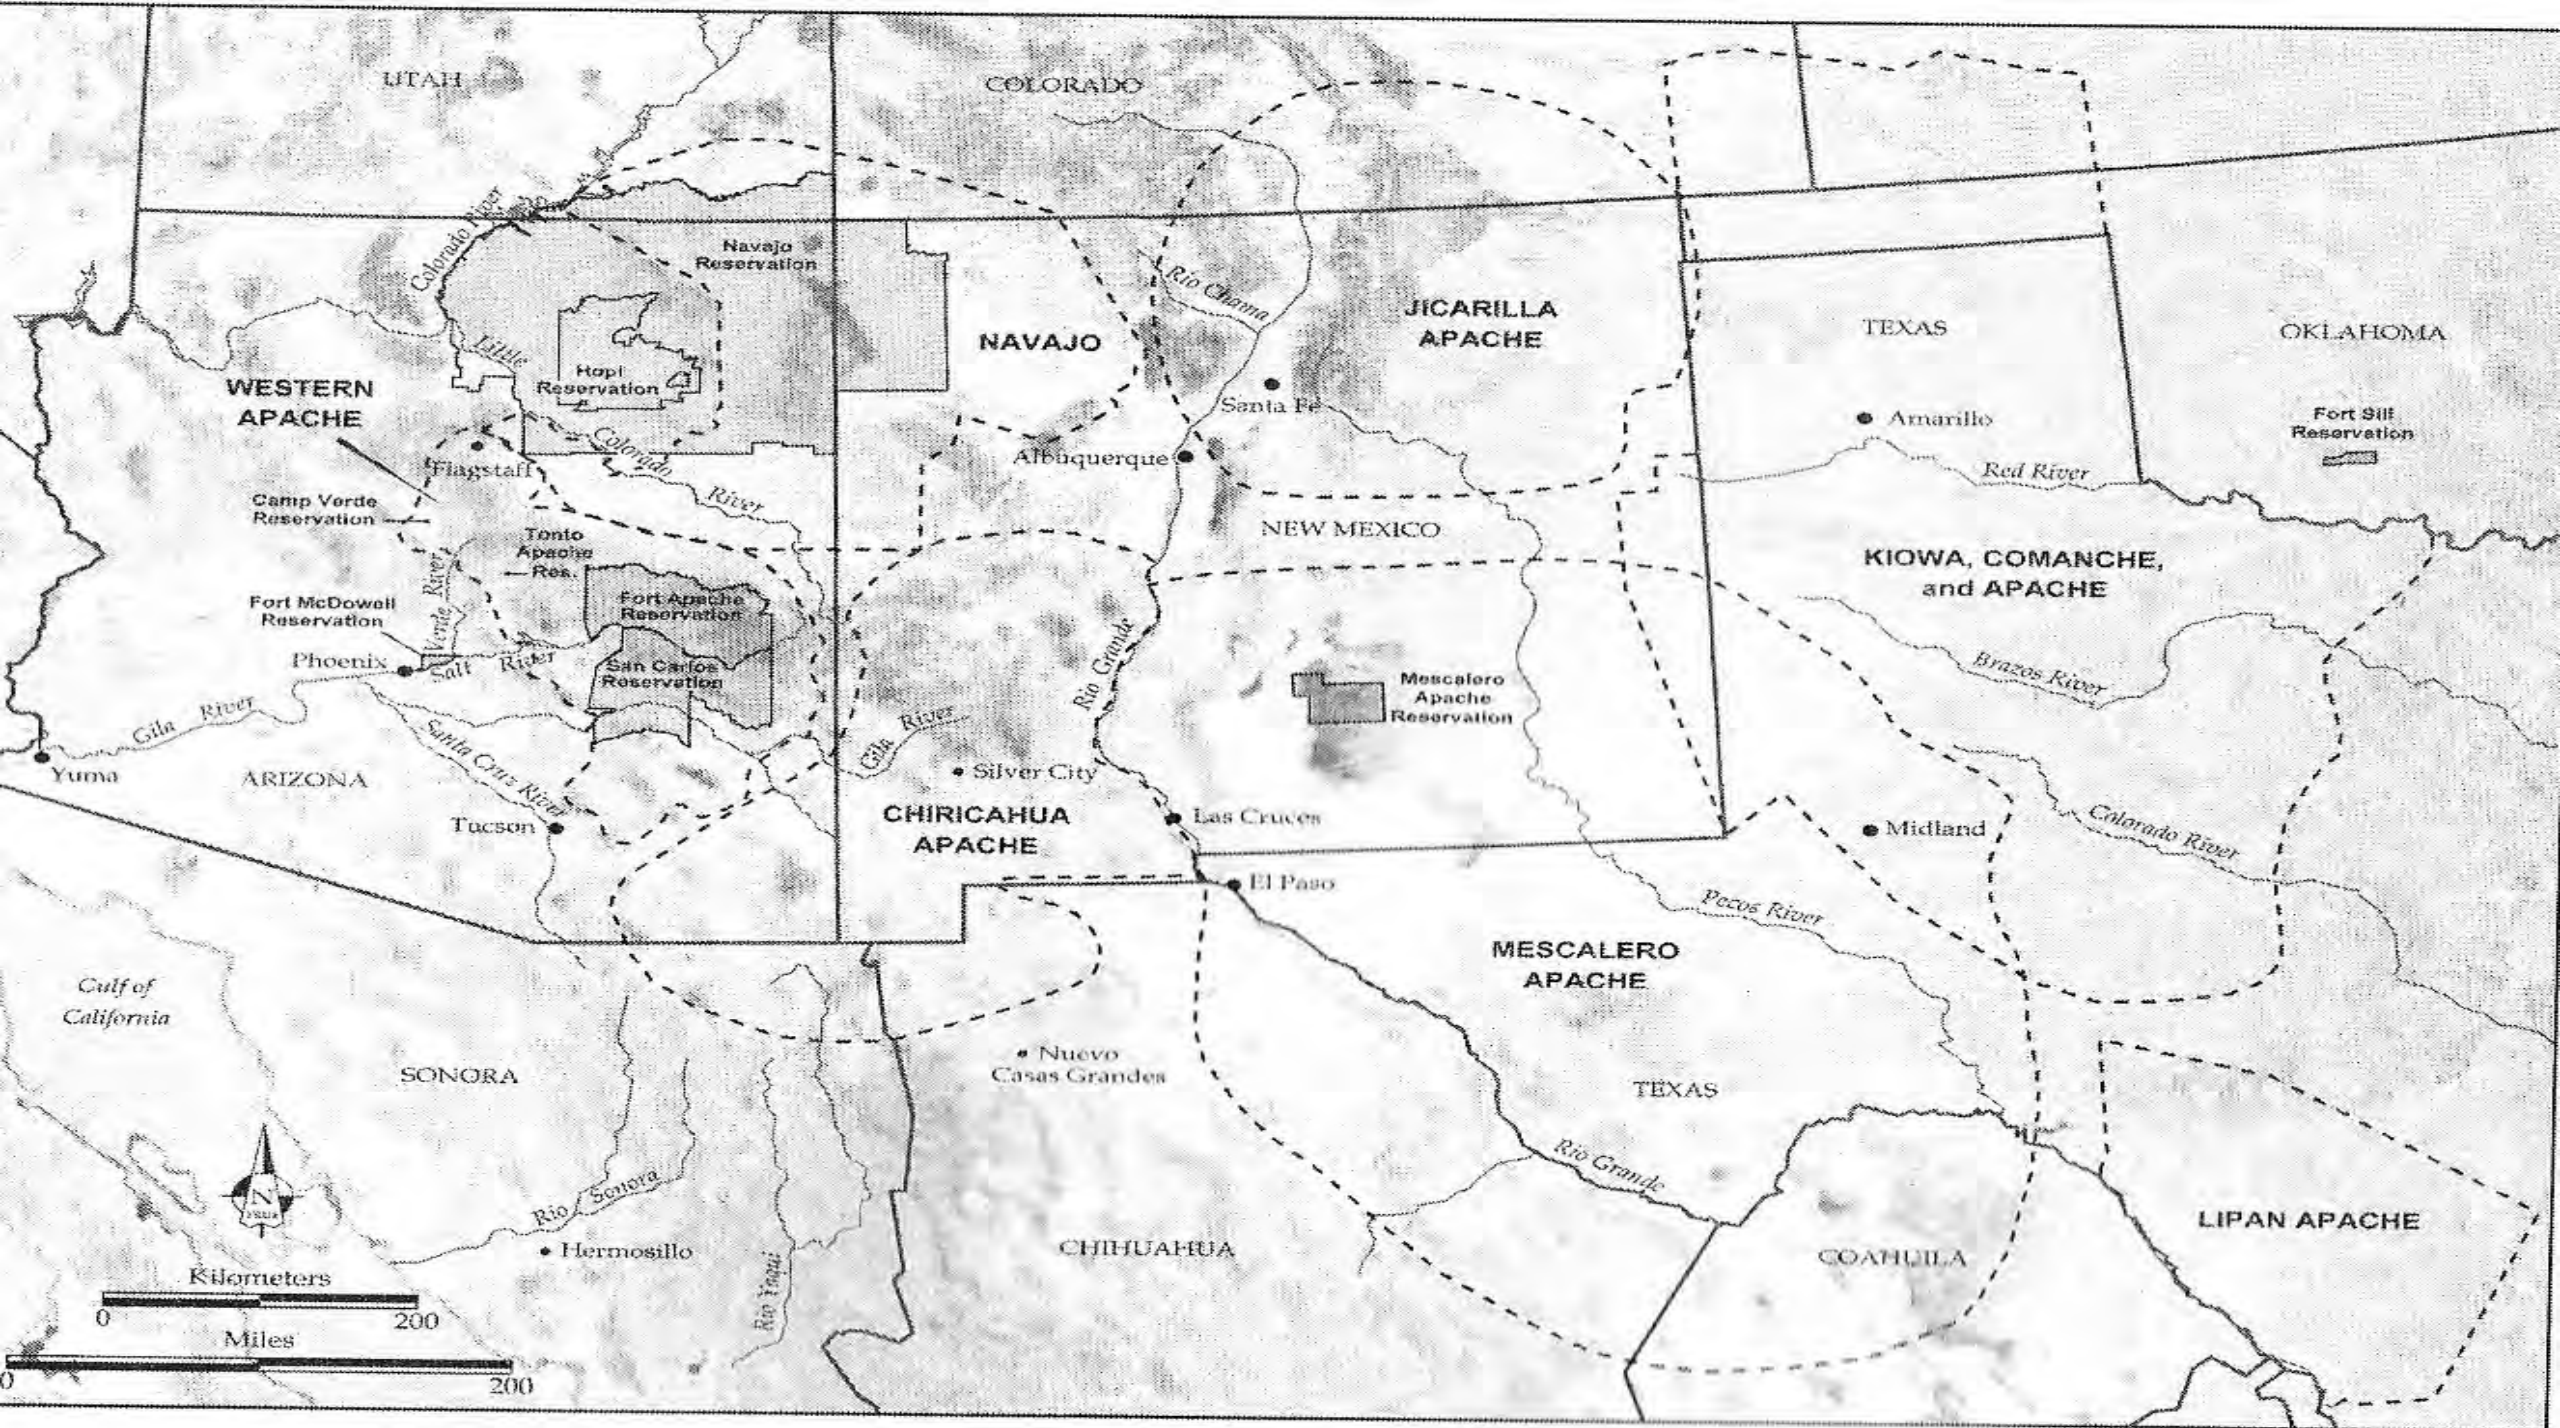 UTAH
COLORADO
Colorado River
Navajo
Reservation
Rio Chama
JICARILLA
APACHE
TEXAS
OKLAHOMA
NAVAJO
Little
Hopi
Reservation
WESTERN
APACHE
Santa Fe
Amarillo
Fort Sill
Reservation
Flagstaff
Colorado
River
Albuquerque
Red River
Camp Verde
Reservation
NEW MEXICO
Tonto
Apache
Res.
KIOWA, COMANCHE,
and APACHE
Verde River
Fort McDowell
Reservation
Fort Apache
Reservation
Rio Grande
Phoenix
Salt River
San Carlos
Reservation
Mescalero
Apache
Reservation
Brazos River
Gila River
Gila River
Santa Cruz River
Yuma
ARIZONA
Silver City
CHIRICAHUA
APACHE
Las Cruces
Tucson
Midland
Colorado River
El Paso
Pecos River
MESCALERO
APACHE
Gulf of
California
SONORA
Nuevo
Casas Grandes
TEXAS
Rio Grande
N
Rio Sonora
Hermosillo
Rio Yaqui
CHIHUAHUA
COAHUILA
LIPAN APACHE
Kilometers
0 200
Miles
0 200